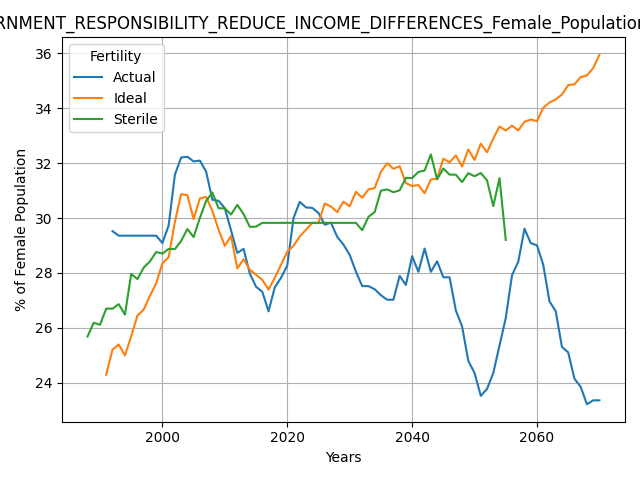 RNMENT_RESPONSIBILITY_REDUCE_INCOME_DIFFERENCES_Female_Population
Fertility
Actual
Ideal
Sterile
% of Female Population
36
34
32
30
28
26
24
2000 2020 2040 2060
Years